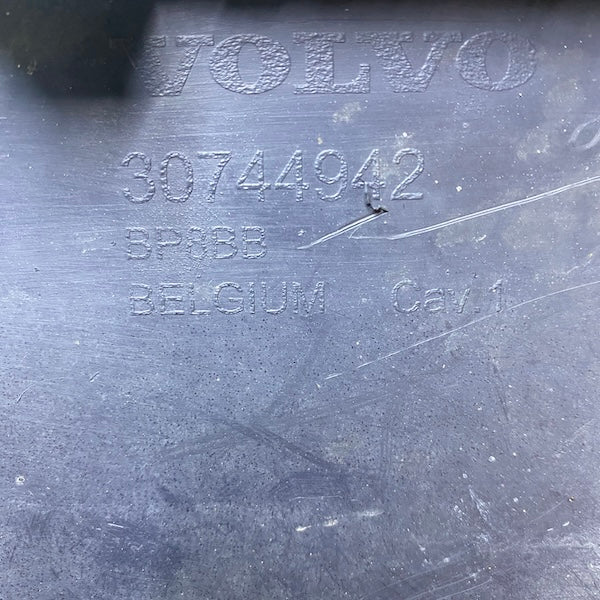 VOLVO
30744942
BP8BB
BELGIUM Cav. 1